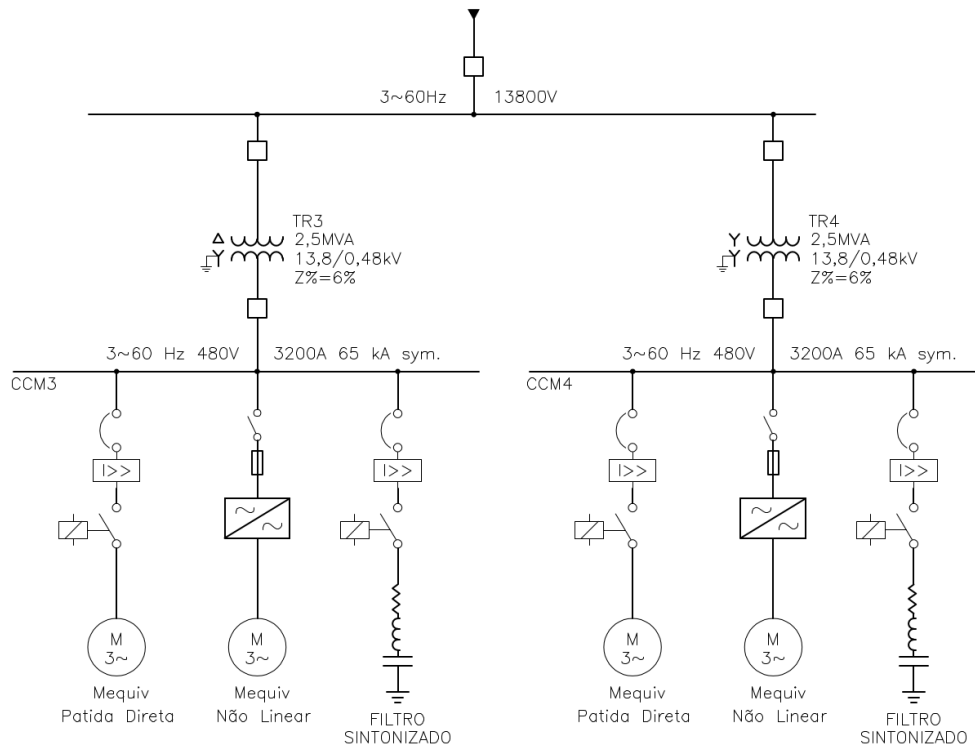 3~60Hz 13800V
TR3
2,5MVA
13,8/0,48kV
Z%=6%
TR4
2,5MVA
13,8/0,48kV
Z%=6%
3~60 Hz 480V 3200A 65 kA sym.
CCM3
3~60 Hz 480V 3200A 65 kA sym.
CCM4
I>>
I>>
I>>
I>>
M
3~
M
3~
M
3~
M
3~
Mequiv
Patida Direta
Mequiv
Não Linear
FILTRO
SINTONIZADO
Mequiv
Patida Direta
Mequiv
Não Linear
FILTRO
SINTONIZADO